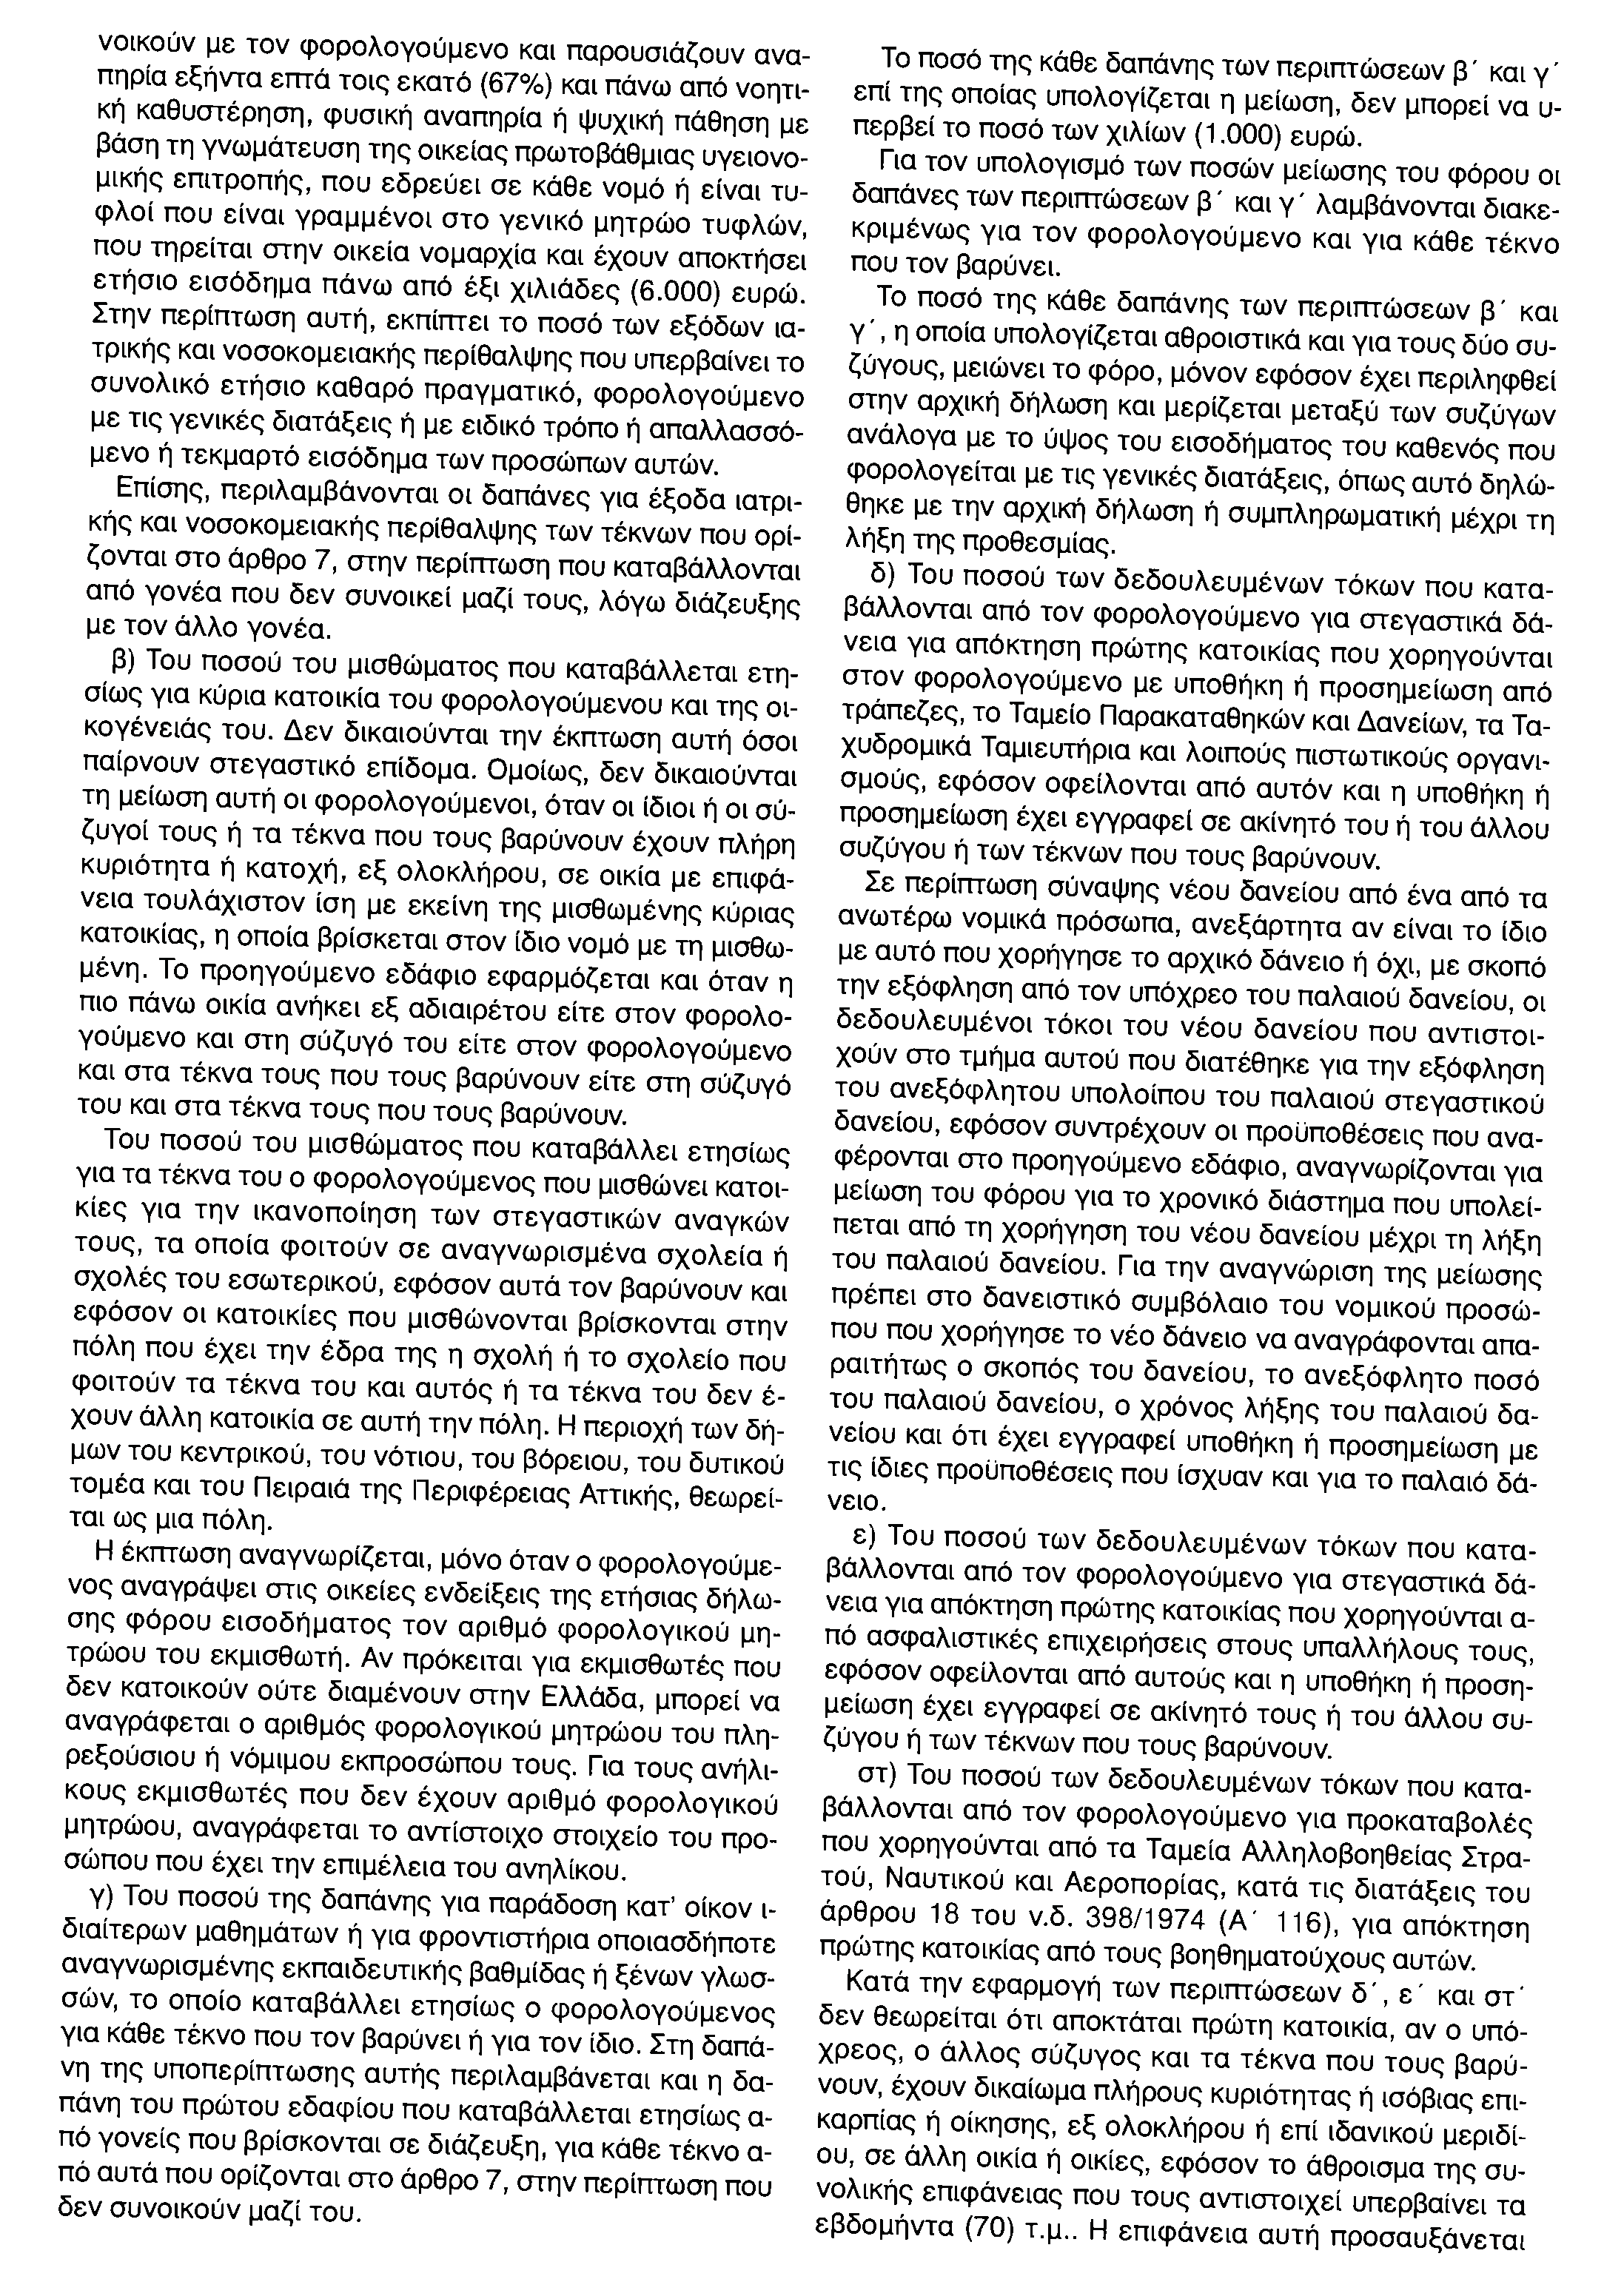 νοικούν με τον φορολογούμενο και παρουσιάζουν ανα-
πηρία εξήντα επτά τοις εκατό (67%) και πάνω από νοητι-
κή καθυστέρηση, φυσική αναπηρία ή ψυχική πάθηση με
βάση τη γνωμάτευση της οικείας πρωτοβάθμιας υγειονο-
μικής επιτροπής, που εδρεύει σε κάθε νομό ή είναι τυ-
φλοί που είναι γραμμένοι στο γενικό μητρώο τυφλών,
που τηρείται στην οικεία νομαρχία και έχουν αποκτήσει
ετήσιο εισόδημα πάνω από έξι χιλιάδες (6.000) ευρώ.
Στην περίπτωση αυτή, εκπίπτει το ποσό των εξόδων ια-
τρικής και νοσοκομειακής περίθαλψης που υπερβαίνει το
συνολικό ετήσιο καθαρό πραγματικό, φορολογούμενο
με τις γενικές διατάξεις ή με ειδικό τρόπο ή απαλλασσό-
μενο ή τεκμαρτό εισόδημα των προσώπων αυτών.
Επίσης, περιλαμβάνονται οι δαπάνες για έξοδα ιατρι-
κής και νοσοκομειακής περίθαλψης των τέκνων που ορί-
ζονται στο άρθρο 7, στην περίπτωση που καταβάλλονται
από γονέα που δεν συνοικεί μαζί τους, λόγω διάζευξης
με τον άλλο γονέα.
β) Του ποσού του μισθώματος που καταβάλλεται ετη-
σίως για κύρια κατοικία του φορολογούμενου και της οι-
κογένειάς του. Δεν δικαιούνται την έκπτωση αυτή όσοι
παίρνουν στεγαστικό επίδομα. Ομοίως, δεν δικαιούνται
τη μείωση αυτή οι φορολογούμενοι, όταν οι ίδιοι ή οι σύ-
ζυγοί τους ή τα τέκνα που τους βαρύνουν έχουν πλήρη
κυριότητα ή κατοχή, εξ ολοκλήρου, σε οικία με επιφά-
νεια τουλάχιστον ίση με εκείνη της μισθωμένης κύριας
κατοικίας, η οποία βρίσκεται στον ίδιο νομό με τη μισθω-
μένη. Το προηγούμενο εδάφιο εφαρμόζεται και όταν η
πιο πάνω οικία ανήκει εξ αδιαιρέτου είτε στον φορολο-
γούμενο και στη σύζυγό του είτε στον φορολογούμενο
και στα τέκνα τους που τους βαρύνουν είτε στη σύζυγό
του και στα τέκνα τους που τους βαρύνουν.
Του ποσού του μισθώματος που καταβάλλει ετησίως
για τα τέκνα του ο φορολογούμενος που μισθώνει κατοι-
κίες για την ικανοποίηση των στεγαστικών αναγκών
τους, τα οποία φοιτούν σε αναγνωρισμένα σχολεία ή
σχολές του εσωτερικού, εφόσον αυτά τον βαρύνουν και
εφόσον οι κατοικίες που μισθώνονται βρίσκονται στην
πόλη που έχει την έδρα της η σχολή ή το σχολείο που
φοιτούν τα τέκνα του και αυτός ή τα τέκνα του δεν έ-
χουν άλλη κατοικία σε αυτή την πόλη. Η περιοχή των δή-
μων του κεντρικού, του νότιου, του βόρειου, του δυτικού
τομέα και του Πειραιά της Περιφέρειας Αττικής, θεωρεί-
ται ως μια πόλη.
Η έκπτωση αναγνωρίζεται, μόνο όταν ο φορολογούμε-
νος αναγράψει στις οικείες ενδείξεις της ετήσιας δήλω-
σης φόρου εισοδήματος τον αριθμό φορολογικού μη-
τρώου του εκμισθωτή. Αν πρόκειται για εκμισθωτές που
δεν κατοικούν ούτε διαμένουν στην Ελλάδα, μπορεί να
αναγράφεται ο αριθμός φορολογικού μητρώου του πλη-
ρεξούσιου ή νόμιμου εκπροσώπου τους. Για τους ανήλι-
κους εκμισθωτές που δεν έχουν αριθμό φορολογικού
μητρώου, αναγράφεται το αντίστοιχο στοιχείο του προ-
σώπου που έχει την επιμέλεια του ανηλίκου.
γ) Του ποσού της δαπάνης για παράδοση κατ’ οίκον ι-
διαίτερων μαθημάτων ή για φροντιστήρια οποιασδήποτε
αναγνωρισμένης εκπαιδευτικής βαθμίδας ή ξένων γλωσ-
σών, το οποίο καταβάλλει ετησίως ο φορολογούμενος
για κάθε τέκνο που τον βαρύνει ή για τον ίδιο. Στη δαπά-
νη της υποπερίπτωσης αυτής περιλαμβάνεται και η δα-
πάνη του πρώτου εδαφίου που καταβάλλεται ετησίως α-
πό γονείς που βρίσκονται σε διάζευξη, για κάθε τέκνο α-
πό αυτά που ορίζονται στο άρθρο 7, στην περίπτωση που
δεν συνοικούν μαζί του.
Το ποσό της κάθε δαπάνης των περιπτώσεων β΄ και γ΄
επί της οποίας υπολογίζεται η μείωση, δεν μπορεί να υ-
περβεί το ποσό των χιλίων (1.000) ευρώ.
Για τον υπολογισμό των ποσών μείωσης του φόρου οι
δαπάνες των περιπτώσεων β΄ και γ΄ λαμβάνονται διακε-
κριμένως για τον φορολογούμενο και για κάθε τέκνο
που τον βαρύνει.
Το ποσό της κάθε δαπάνης των περιπτώσεων β΄ και
γ΄, η οποία υπολογίζεται αθροιστικά και για τους δύο συ-
ζύγους, μειώνει το φόρο, μόνον εφόσον έχει περιληφθεί
στην αρχική δήλωση και μερίζεται μεταξύ των συζύγων
ανάλογα με το ύψος του εισοδήματος του καθενός που
φορολογείται με τις γενικές διατάξεις, όπως αυτό δηλώ-
θηκε με την αρχική δήλωση ή συμπληρωματική μέχρι τη
λήξη της προθεσμίας.
δ) Του ποσού των δεδουλευμένων τόκων που κατα-
βάλλονται από τον φορολογούμενο για στεγαστικά δά-
νεια για απόκτηση πρώτης κατοικίας που χορηγούνται
στον φορολογούμενο με υποθήκη ή προσημείωση από
τράπεζες, το Ταμείο Παρακαταθηκών και Δανείων, τα Τα-
χυδρομικά Ταμιευτήρια και λοιπούς πιστωτικούς οργανι-
σμούς, εφόσον οφείλονται από αυτόν και η υποθήκη ή
προσημείωση έχει εγγραφεί σε ακίνητό του ή του άλλου
συζύγου ή των τέκνων που τους βαρύνουν.
Σε περίπτωση σύναψης νέου δανείου από ένα από τα
ανωτέρω νομικά πρόσωπα, ανεξάρτητα αν είναι το ίδιο
με αυτό που χορήγησε το αρχικό δάνειο ή όχι, με σκοπό
την εξόφληση από τον υπόχρεο του παλαιού δανείου, οι
δεδουλευμένοι τόκοι του νέου δανείου που αντιστοι-
χούν στο τμήμα αυτού που διατέθηκε για την εξόφληση
του ανεξόφλητου υπολοίπου του παλαιού στεγαστικού
δανείου, εφόσον συντρέχουν οι προϋποθέσεις που ανα-
φέρονται στο προηγούμενο εδάφιο, αναγνωρίζονται για
μείωση του φόρου για το χρονικό διάστημα που υπολεί-
πεται από τη χορήγηση του νέου δανείου μέχρι τη λήξη
του παλαιού δανείου. Για την αναγνώριση της μείωσης
πρέπει στο δανειστικό συμβόλαιο του νομικού προσώ-
που που χορήγησε το νέο δάνειο να αναγράφονται απα-
ραιτήτως ο σκοπός του δανείου, το ανεξόφλητο ποσό
του παλαιού δανείου, ο χρόνος λήξης του παλαιού δα-
νείου και ότι έχει εγγραφεί υποθήκη ή προσημείωση με
τις ίδιες προϋποθέσεις που ίσχυαν και για το παλαιό δά-
νειο.
ε) Του ποσού των δεδουλευμένων τόκων που κατα-
βάλλονται από τον φορολογούμενο για στεγαστικά δά-
νεια για απόκτηση πρώτης κατοικίας που χορηγούνται α-
πό ασφαλιστικές επιχειρήσεις στους υπαλλήλους τους,
εφόσον οφείλονται από αυτούς και η υποθήκη ή προση-
μείωση έχει εγγραφεί σε ακίνητό τους ή του άλλου συ-
ζύγου ή των τέκνων που τους βαρύνουν.
στ) Του ποσού των δεδουλευμένων τόκων που κατα-
βάλλονται από τον φορολογούμενο για προκαταβολές
που χορηγούνται από τα Ταμεία Αλληλοβοηθείας Στρα-
τού, Ναυτικού και Αεροπορίας, κατά τις διατάξεις του
άρθρου 18 του ν.δ. 398/1974 (Α΄ 116), για απόκτηση
πρώτης κατοικίας από τους βοηθηματούχους αυτών.
Κατά την εφαρμογή των περιπτώσεων δ΄, ε΄ και στ΄
δεν θεωρείται ότι αποκτάται πρώτη κατοικία, αν ο υπό-
χρεος, ο άλλος σύζυγος και τα τέκνα που τους βαρύ-
νουν, έχουν δικαίωμα πλήρους κυριότητας ή ισόβιας επι-
καρπίας ή οίκησης, εξ ολοκλήρου ή επί ιδανικού μεριδί-
ου, σε άλλη οικία ή οικίες, εφόσον το άθροισμα της συ-
νολικής επιφάνειας που τους αντιστοιχεί υπερβαίνει τα
εβδομήντα (70) τ.μ.. Η επιφάνεια αυτή προσαυξάνεται